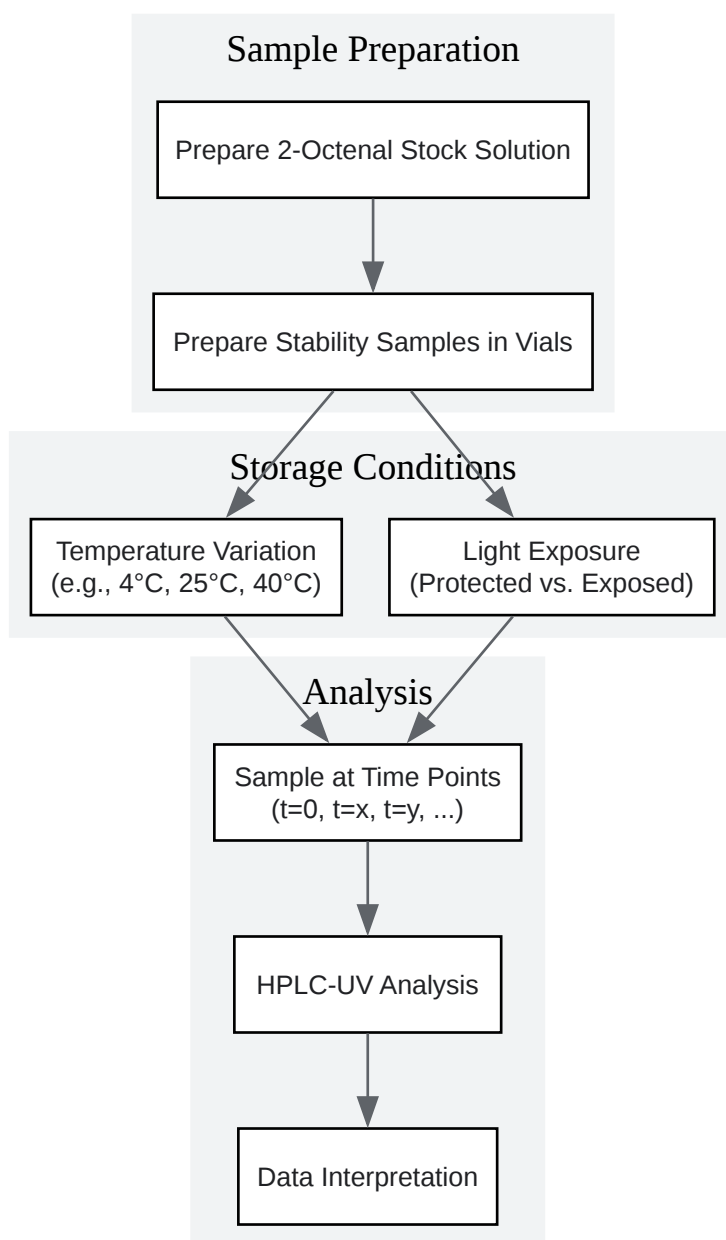 Sample Preparation
Prepare 2-Octenal Stock Solution
Prepare Stability Samples in Vials
Storage Conditions
Temperature Variation
(e.g., 4°C, 25°C, 40°C)
Light Exposure
(Protected vs. Exposed)
Analysis
Sample at Time Points
(t=0, t=x, t=y, ...)
HPLC-UV Analysis
Data Interpretation